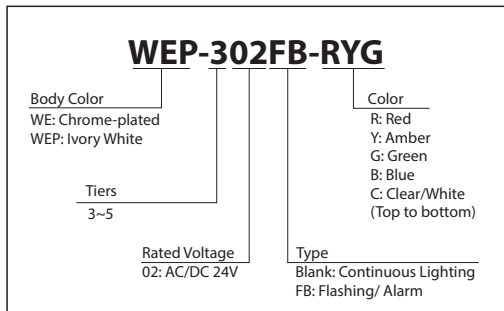 WEP-302FB-RYG
Body Color
WE: Chrome-plated
WEP: Ivory White
Tiers
3~5
Rated Voltage
02: AC/DC 24V
Type
Blank: Continuous Lighting
FB: Flashing/ Alarm
Color
R: Red
Y: Amber
G: Green
B: Blue
C: Clear/White
(Top to bottom)